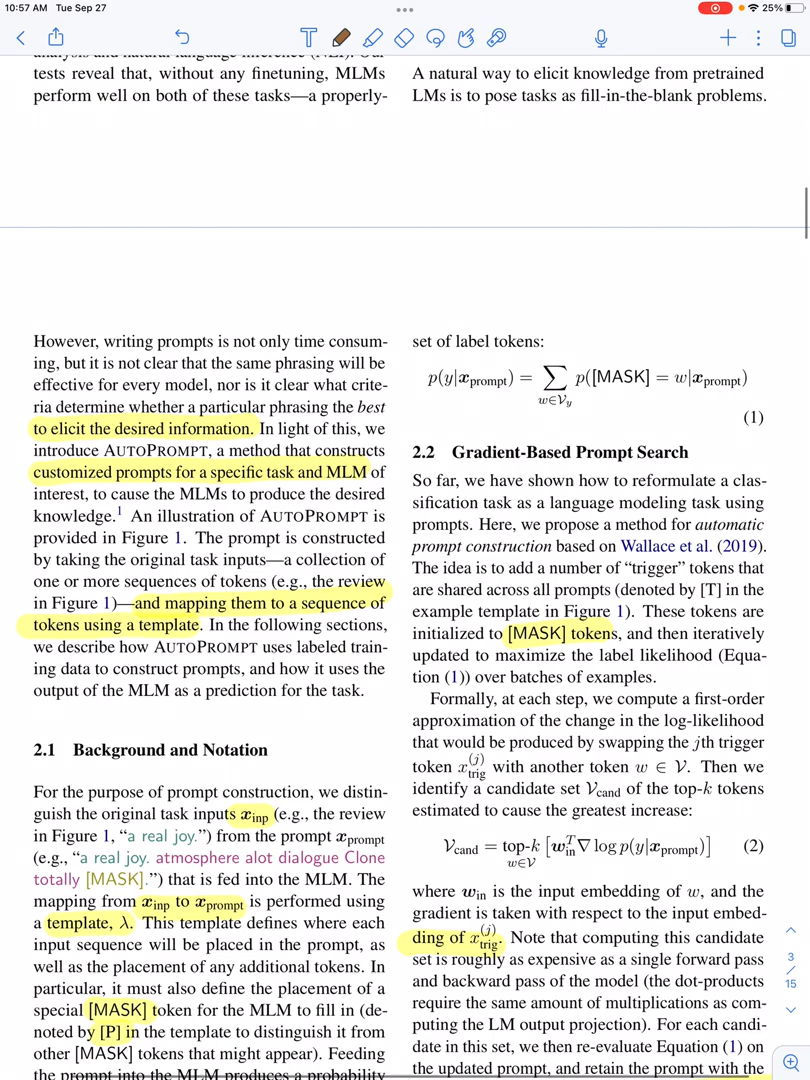 10:57 AM Tue Sep 27
25%
analysis and natural language inference (NLI). Our
tests reveal that, without any finetuning, MLMs
perform well on both of these tasks—a properly-
A natural way to elicit knowledge from pretrained
LMs is to pose tasks as fill-in-the-blank problems.
However, writing prompts is not only time consum-
ing, but it is not clear that the same phrasing will be
effective for every model, nor is it clear what crite-
ria determine whether a particular phrasing the best
to elicit the desired information. In light of this, we
introduce AUTOPROMPT, a method that constructs
customized prompts for a specific task and MLM of
interest, to cause the MLMs to produce the desired
knowledge.1 An illustration of AUTOPROMPT is
provided in Figure 1. The prompt is constructed
by taking the original task inputs—a collection of
one or more sequences of tokens (e.g., the review
in Figure 1)—and mapping them to a sequence of
tokens using a template. In the following sections,
we describe how AUTOPROMPT uses labeled train-
ing data to construct prompts, and how it uses the
output of the MLM as a prediction for the task.
2.1 Background and Notation
For the purpose of prompt construction, we distin-
guish the original task inputs x_inp (e.g., the review
in Figure 1, “a real joy.”) from the prompt x_prompt
(e.g., “a real joy. atmosphere alot dialogue Clone
totally [MASK].”) that is fed into the MLM. The
mapping from x_inp to x_prompt is performed using
a template, λ. This template defines where each
input sequence will be placed in the prompt, as
well as the placement of any additional tokens. In
particular, it must also define the placement of a
special [MASK] token for the MLM to fill in (de-
noted by [P] in the template to distinguish it from
other [MASK] tokens that might appear). Feeding
the prompt into the MLM produces a probability
set of label tokens:
p(y|x_prompt) = ∑_{w∈V_y} p([MASK] = w|x_prompt)
(1)
2.2 Gradient-Based Prompt Search
So far, we have shown how to reformulate a clas-
sification task as a language modeling task using
prompts. Here, we propose a method for automatic
prompt construction based on Wallace et al. (2019).
The idea is to add a number of “trigger” tokens that
are shared across all prompts (denoted by [T] in the
example template in Figure 1). These tokens are
initialized to [MASK] tokens, and then iteratively
updated to maximize the label likelihood (Equa-
tion (1)) over batches of examples.
Formally, at each step, we compute a first-order
approximation of the change in the log-likelihood
that would be produced by swapping the jth trigger
token x_trig^(j) with another token w ∈ V. Then we
identify a candidate set V_cand of the top-k tokens
estimated to cause the greatest increase:
V_cand = top-k_{w∈V} [w_in^T ∇ log p(y|x_prompt)] (2)
where w_in is the input embedding of w, and the
gradient is taken with respect to the input embed-
ding of x_trig^(j). Note that computing this candidate
set is roughly as expensive as a single forward pass
and backward pass of the model (the dot-products
require the same amount of multiplications as com-
puting the LM output projection). For each candi-
date in this set, we then re-evaluate Equation (1) on
the updated prompt, and retain the prompt with the
3
/
15